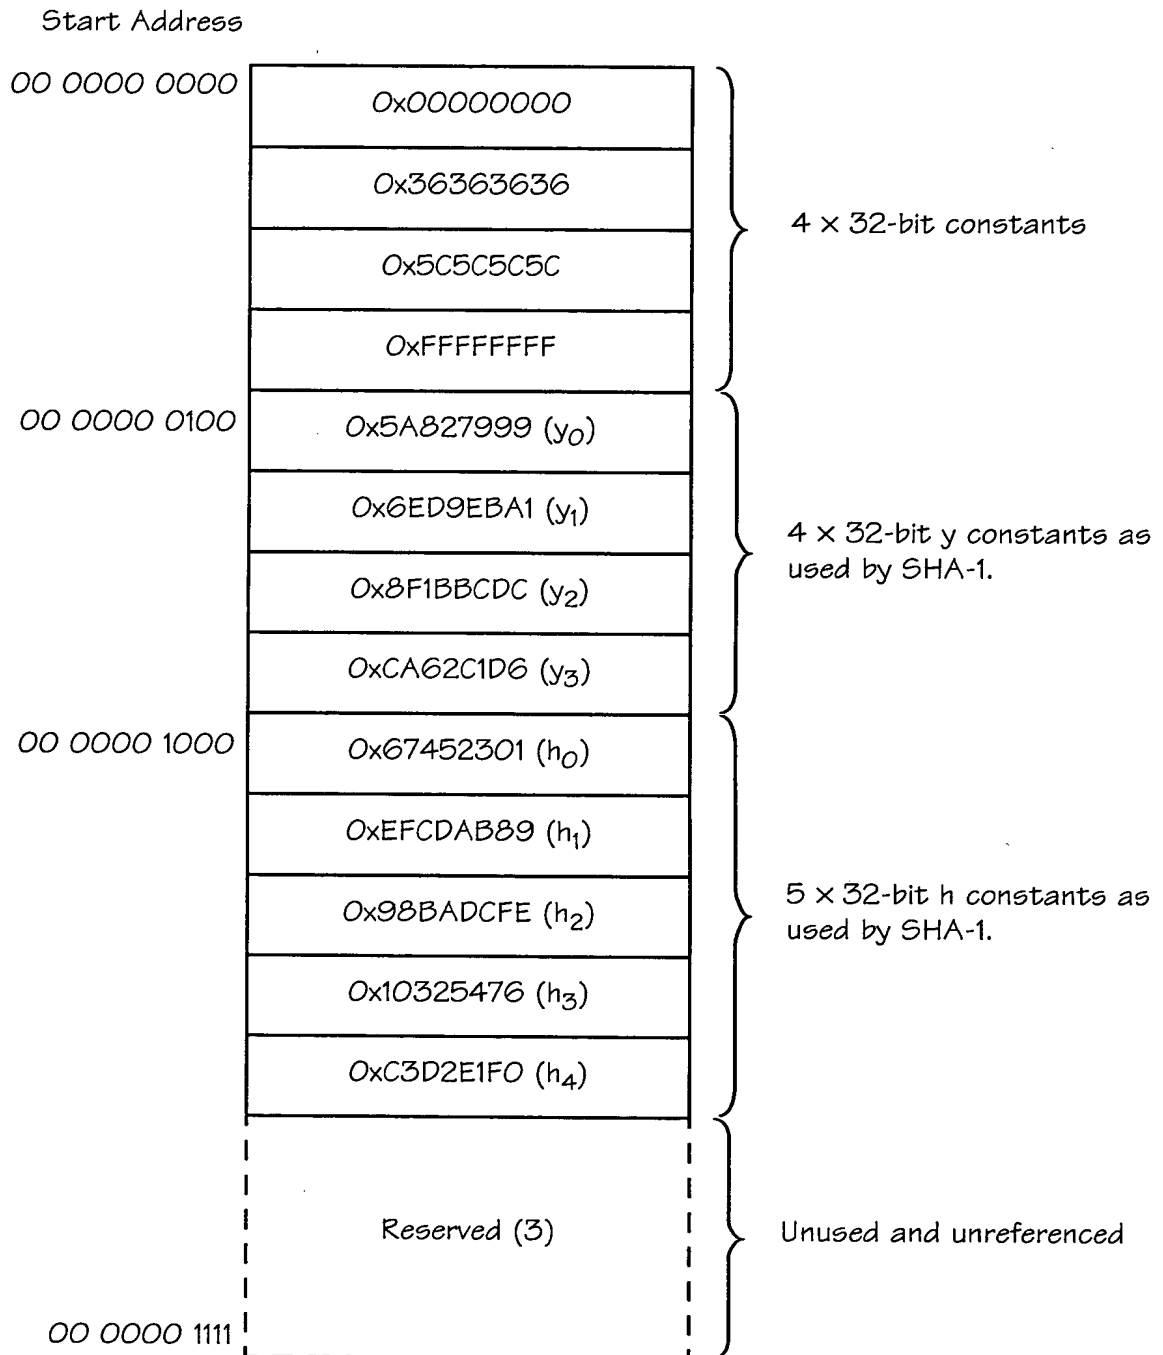 Start Address
00 0000 0000
0x00000000
0x36363636
0x5C5C5C5C
0xFFFFFFFF
4 × 32-bit constants
00 0000 0100
0x5A827999 (y0)
0x6ED9EBA1 (y1)
0x8F1BBCDC (y2)
0xCA62C1D6 (y3)
4 × 32-bit y constants as
used by SHA-1.
00 0000 1000
0x67452301 (h0)
0xEFCDAB89 (h1)
0x98BADCFE (h2)
0x10325476 (h3)
0xC3D2E1F0 (h4)
5 × 32-bit h constants as
used by SHA-1.
Reserved (3)
Unused and unreferenced
00 0000 1111